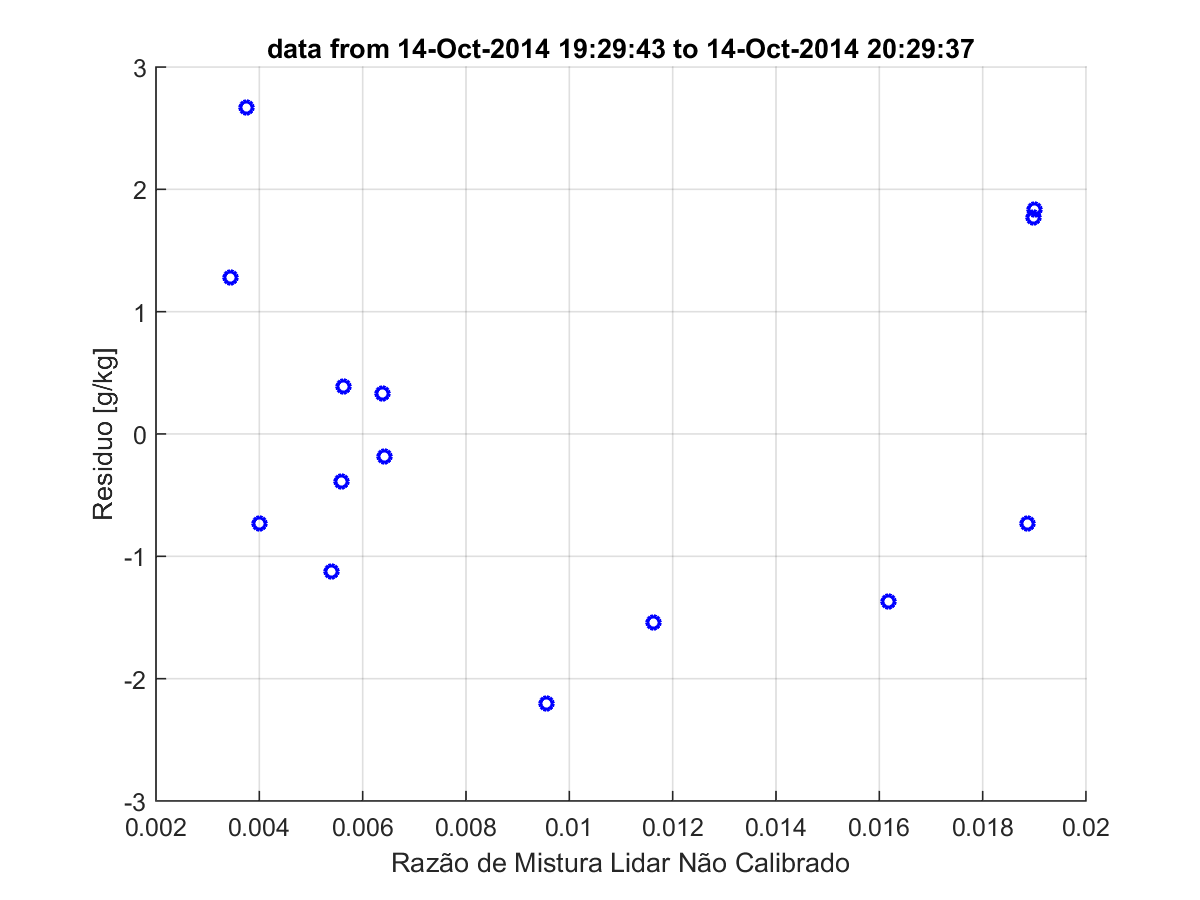 data from 14-Oct-2014 19:29:43 to 14-Oct-2014 20:29:37
3
2
1
0
-1
-2
-3
Residuo [g/kg]
0.002 0.004 0.006 0.008 0.01 0.012 0.014 0.016 0.018 0.02
Razão de Mistura Lidar Não Calibrado